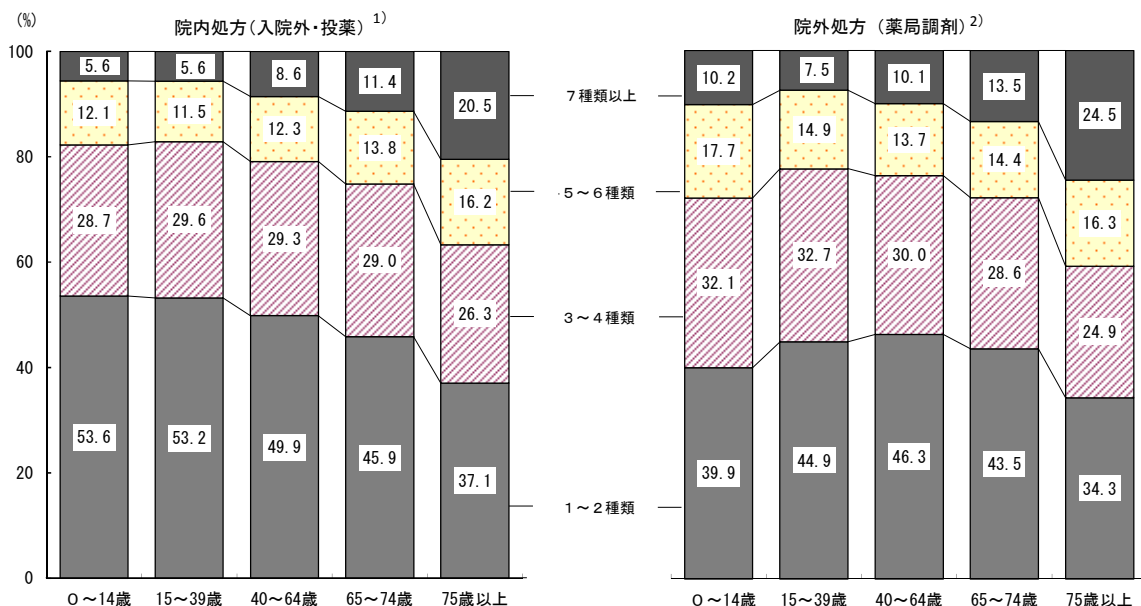 (%)
院内処方(入院外・投薬) 1)
100
80
60
40
20
0
5.6 5.6 8.6 11.4 20.5
12.1 11.5 12.3 13.8 16.2
28.7 29.6 29.3 29.0 26.3
53.6 53.2 49.9 45.9 37.1
0～14歳 15～39歳 40～64歳 65～74歳 75歳以上
7種類以上
5～6種類
3～4種類
1～2種類
院外処方（薬局調剤）2)
10.2 7.5 10.1 13.5 24.5
17.7 14.9 13.7 14.4 16.3
32.1 32.7 30.0 28.6 24.9
39.9 44.9 46.3 43.5 34.3
0～14歳 15～39歳 40～64歳 65～74歳 75歳以上